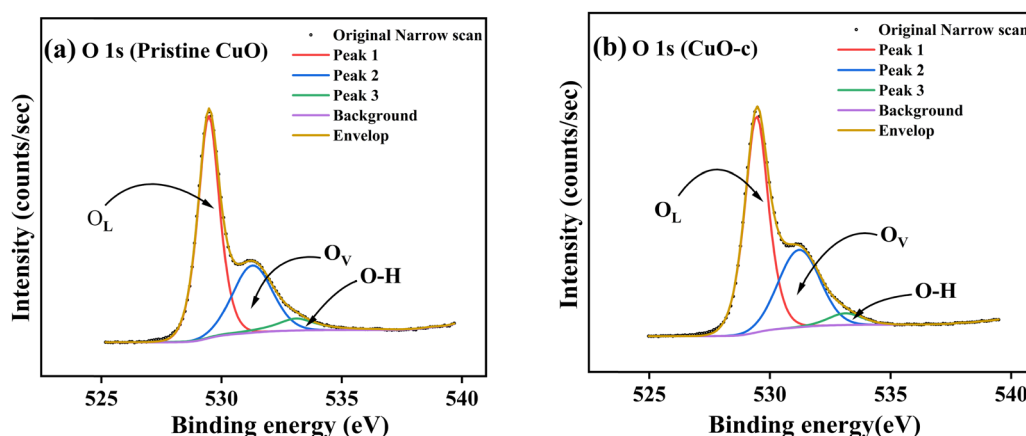 (a) O 1s (Pristine CuO)
Original Narrow scan
Peak 1
Peak 2
Peak 3
Background
Envelop
O_L
O_V
O-H
Intensity (counts/sec)
525 530 535 540
Binding energy (eV)
(b) O 1s (CuO-c)
Original Narrow scan
Peak 1
Peak 2
Peak 3
Background
Envelop
O_L
O_V
O-H
Intensity (counts/sec)
525 530 535 540
Binding energy(eV)